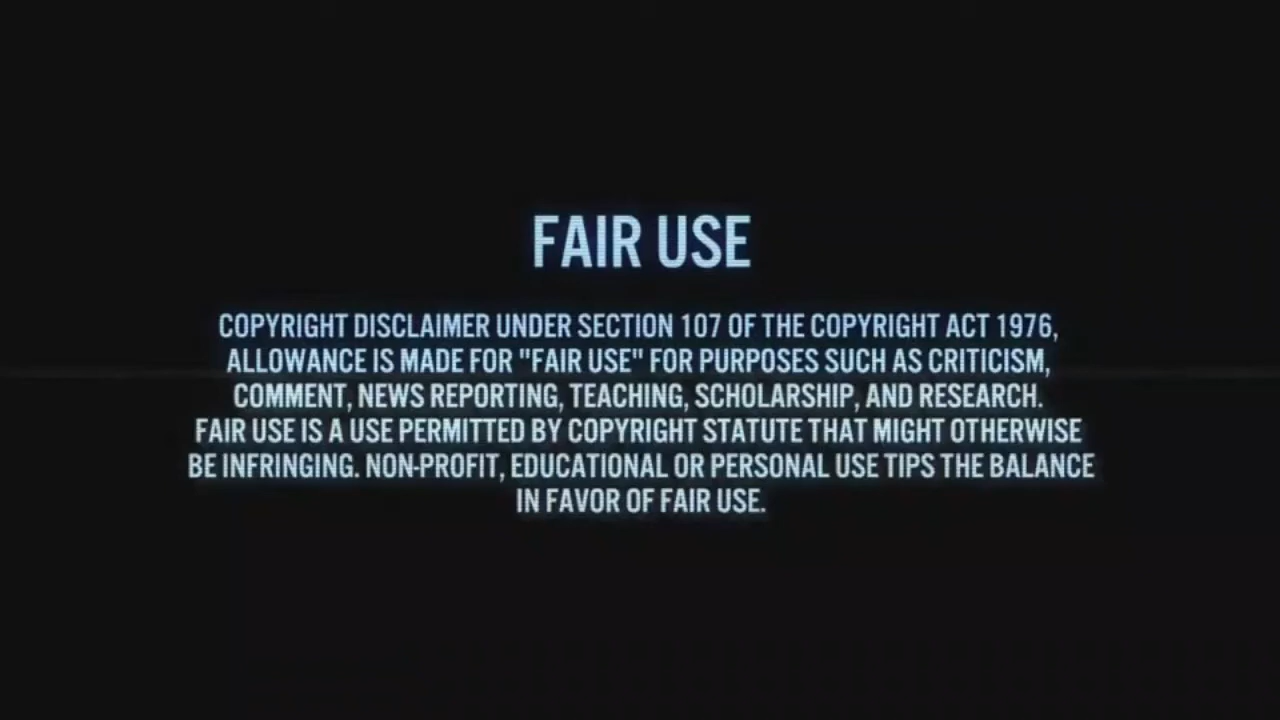 FAIR USE
COPYRIGHT DISCLAIMER UNDER SECTION 107 OF THE COPYRIGHT ACT 1976,
ALLOWANCE IS MADE FOR "FAIR USE" FOR PURPOSES SUCH AS CRITICISM,
COMMENT, NEWS REPORTING, TEACHING, SCHOLARSHIP, AND RESEARCH.
FAIR USE IS A USE PERMITTED BY COPYRIGHT STATUTE THAT MIGHT OTHERWISE
BE INFRINGING. NON-PROFIT, EDUCATIONAL OR PERSONAL USE TIPS THE BALANCE
IN FAVOR OF FAIR USE.